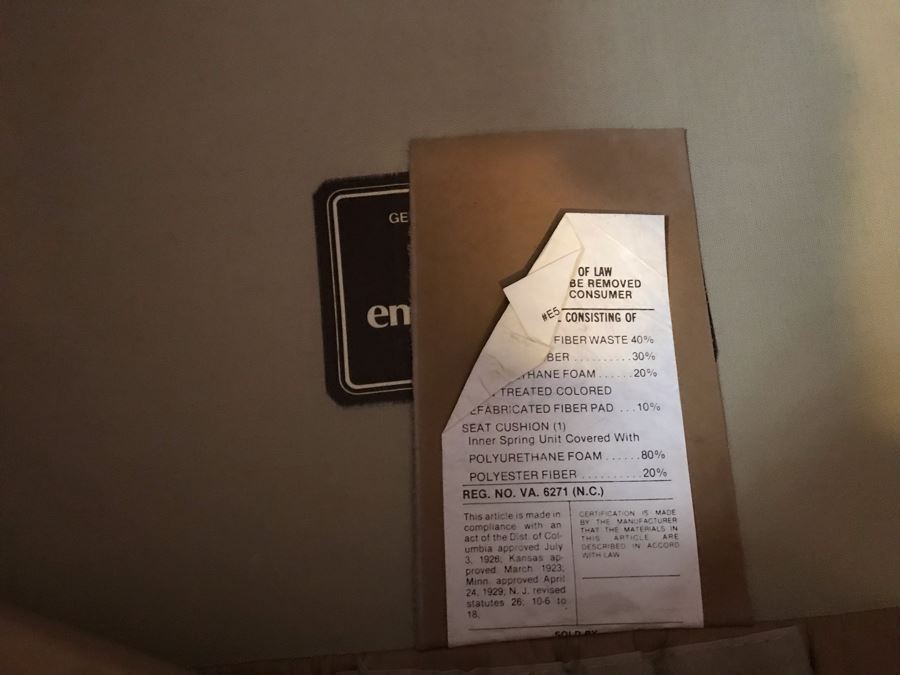 GE
em
OF LAW
BE REMOVED
CONSUMER
#E5
CONSISTING OF
FIBER WASTE 40%
BER ..........30%
THANE FOAM ......20%
TREATED COLORED
EFABRICATED FIBER PAD ...10%
SEAT CUSHION (1)
Inner Spring Unit Covered With
POLYURETHANE FOAM ......80%
POLYESTER FIBER ..........20%
REG. NO. VA. 6271 (N.C.)
This article is made in
compliance with an
act of the Dist. of Col-
umbia approved July
3, 1926; Kansas ap-
proved March 1923;
Minn. approved April
24, 1929; N. J. revised
statutes 26: 10-6 to
18.
CERTIFICATION IS MADE
BY THE MANUFACTURER
THAT THE MATERIALS IN
THIS ARTICLE ARE
DESCRIBED IN ACCORD
WITH LAW
SOLD BY